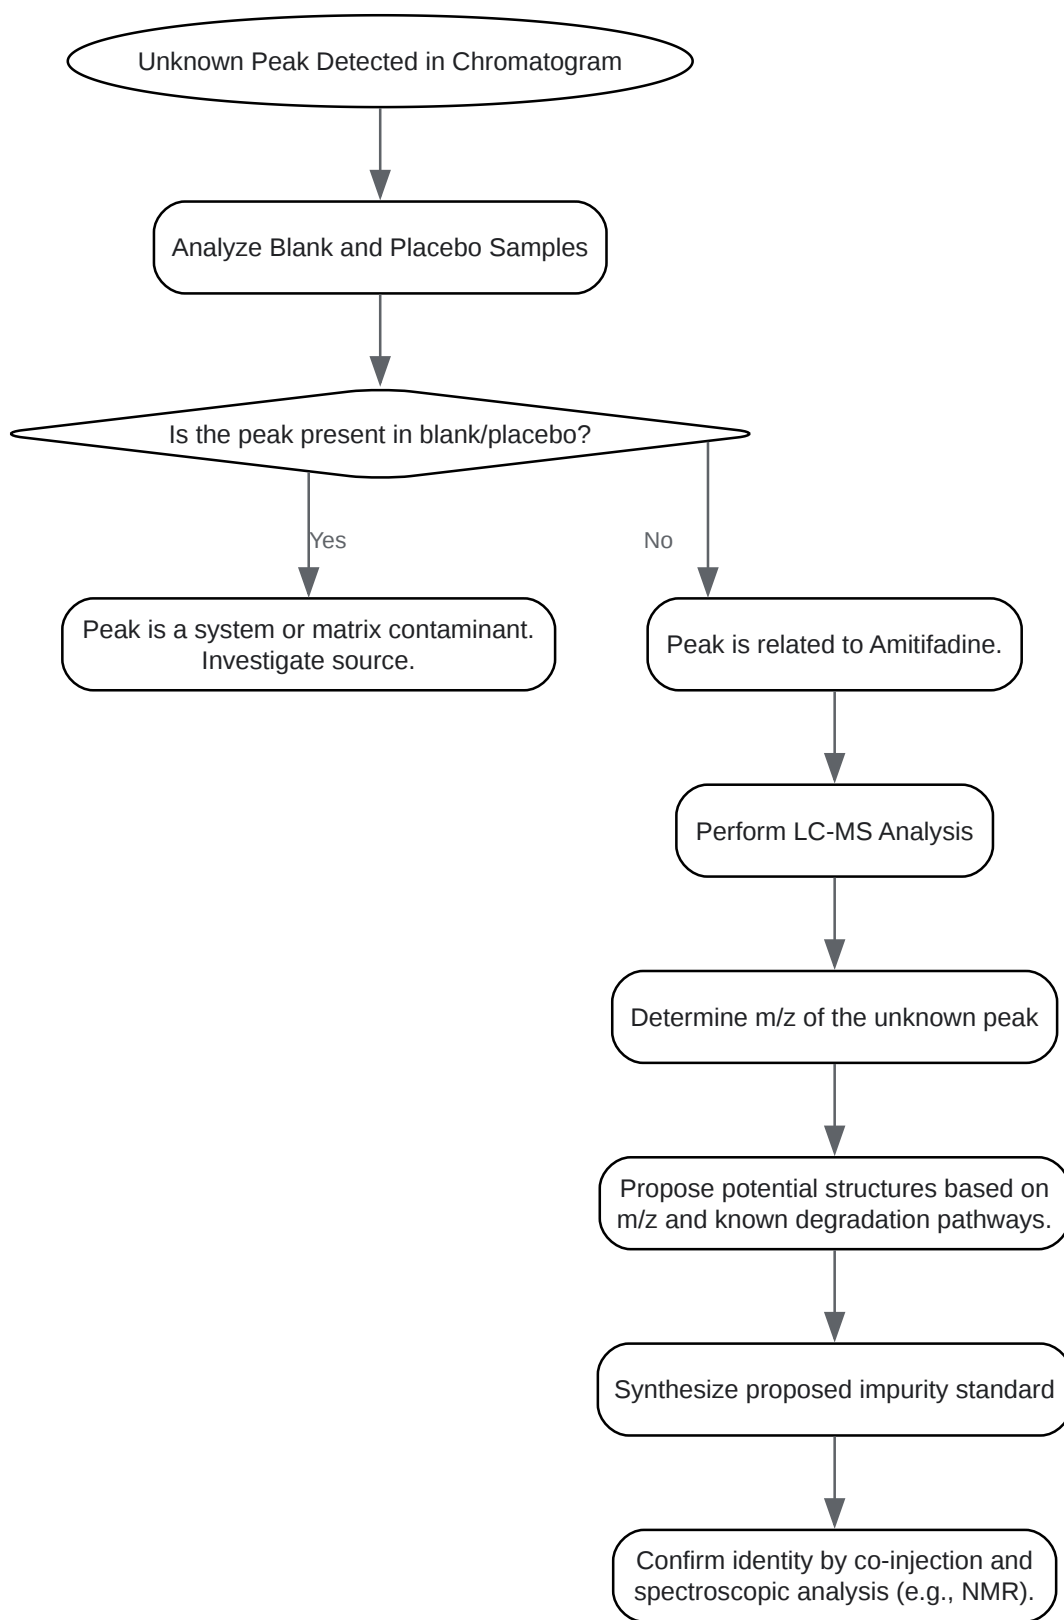 Unknown Peak Detected in Chromatogram
Analyze Blank and Placebo Samples
Is the peak present in blank/placebo?
Yes
No
Peak is a system or matrix contaminant.
Investigate source.
Peak is related to Amitifadine.
Perform LC-MS Analysis
Determine m/z of the unknown peak
Propose potential structures based on
m/z and known degradation pathways.
Synthesize proposed impurity standard
Confirm identity by co-injection and
spectroscopic analysis (e.g., NMR).